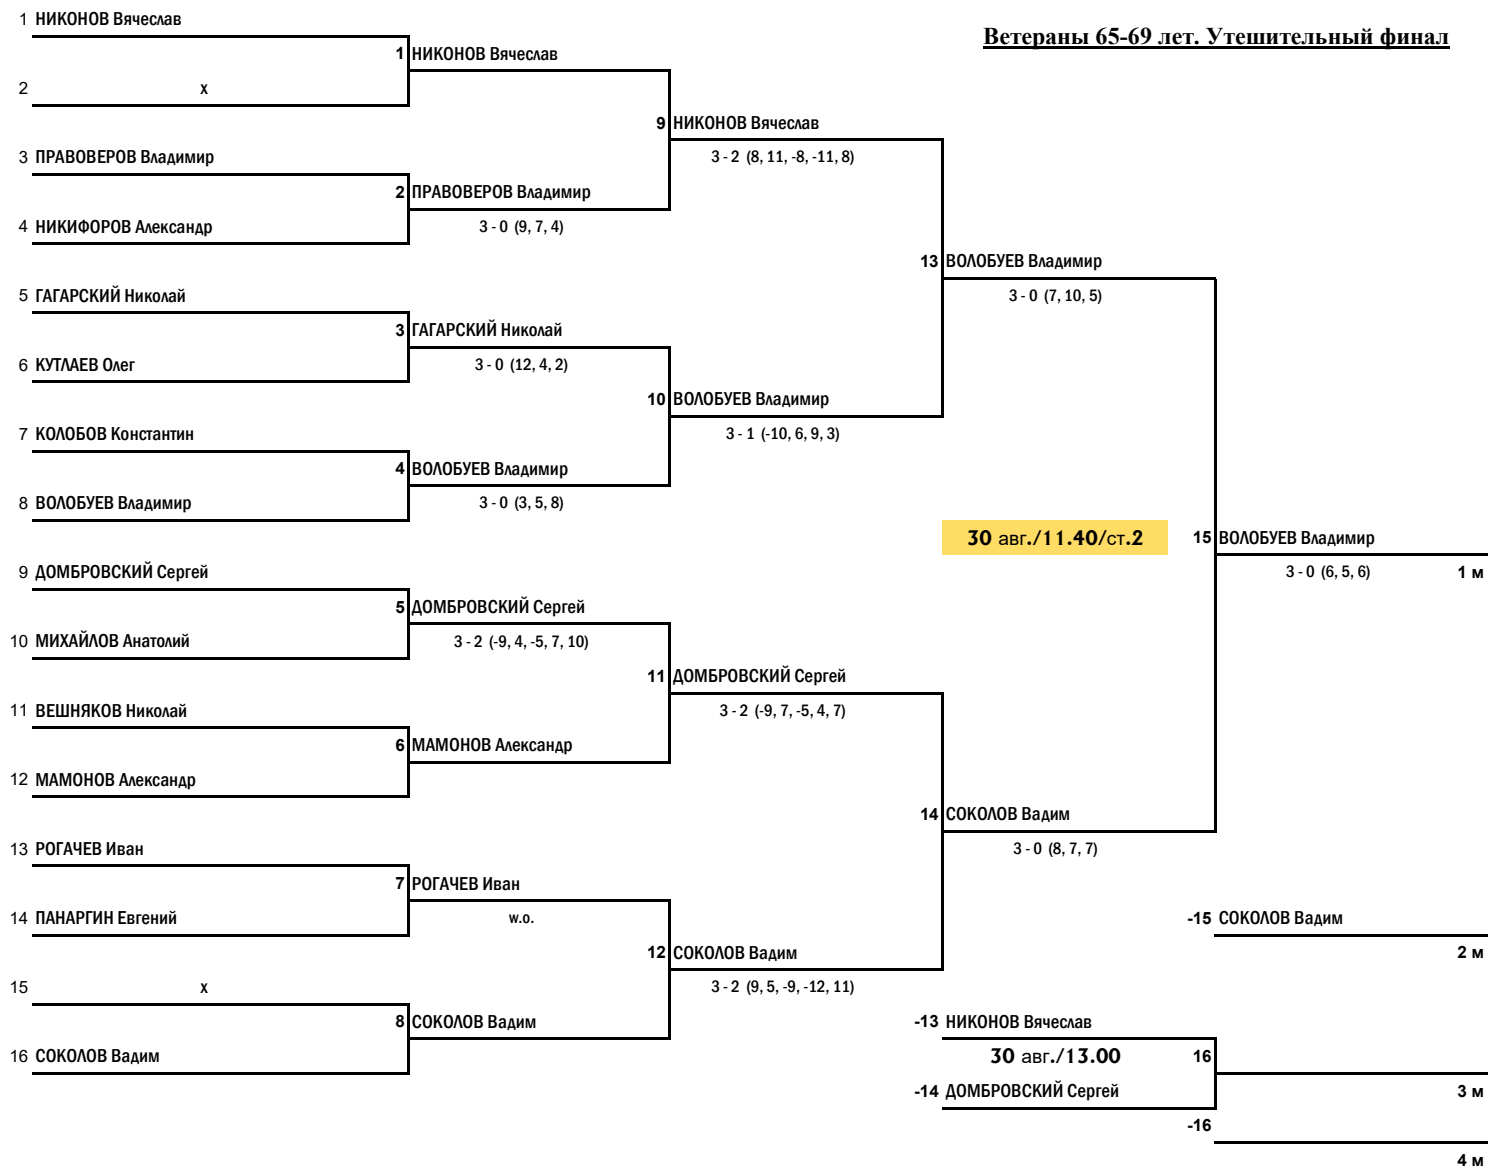 1 НИКОНОВ Вячеслав
Ветераны 65-69 лет. Утешительный финал
1 НИКОНОВ Вячеслав
2 х
9 НИКОНОВ Вячеслав
3 ПРАВОВЕРОВ Владимир
3 - 2 (8, 11, -8, -11, 8)
2 ПРАВОВЕРОВ Владимир
4 НИКИФОРОВ Александр
3 - 0 (9, 7, 4)
13 ВОЛОБУЕВ Владимир
5 ГАГАРСКИЙ Николай
3 - 0 (7, 10, 5)
3 ГАГАРСКИЙ Николай
6 КУТЛАЕВ Олег
3 - 0 (12, 4, 2)
10 ВОЛОБУЕВ Владимир
7 КОЛОБОВ Константин
3 - 1 (-10, 6, 9, 3)
4 ВОЛОБУЕВ Владимир
8 ВОЛОБУЕВ Владимир
3 - 0 (3, 5, 8)
30 авг./11.40/ст.2
15 ВОЛОБУЕВ Владимир
9 ДОМБРОВСКИЙ Сергей
3 - 0 (6, 5, 6)
1 м
5 ДОМБРОВСКИЙ Сергей
10 МИХАЙЛОВ Анатолий
3 - 2 (-9, 4, -5, 7, 10)
11 ДОМБРОВСКИЙ Сергей
11 ВЕШНЯКОВ Николай
3 - 2 (-9, 7, -5, 4, 7)
6 МАМОНОВ Александр
12 МАМОНОВ Александр
14 СОКОЛОВ Вадим
13 РОГАЧЕВ Иван
3 - 0 (8, 7, 7)
7 РОГАЧЕВ Иван
14 ПАНАРГИН Евгений
w.o.
-15 СОКОЛОВ Вадим
12 СОКОЛОВ Вадим
2 м
15 х
3 - 2 (9, 5, -9, -12, 11)
8 СОКОЛОВ Вадим
-13 НИКОНОВ Вячеслав
16 СОКОЛОВ Вадим
30 авг./13.00
16
-14 ДОМБРОВСКИЙ Сергей
3 м
-16
4 м